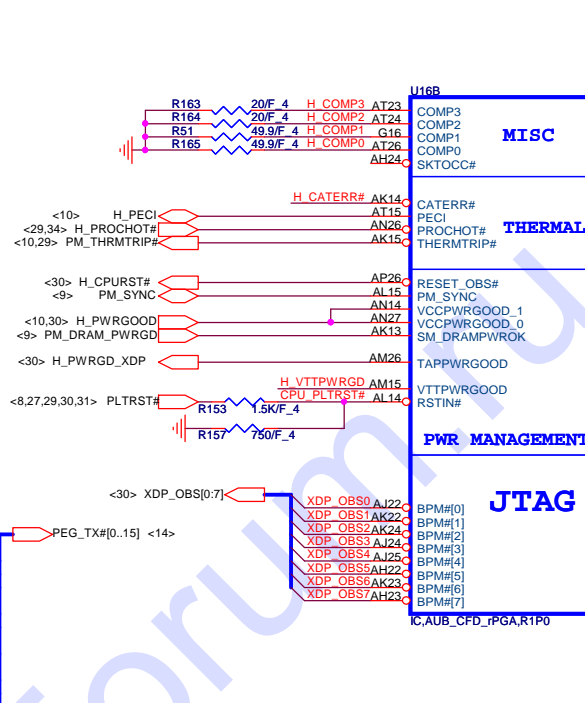 U16B
R163 20/F_4 H_COMP3 AT23 COMP3
R164 20/F_4 H_COMP2 AT24 COMP2
R51 49.9/F_4 H_COMP1 G16 COMP1
R165 49.9/F_4 H_COMP0 AT26 COMP0
AH24 SKTOCC#
MISC
H_CATERR# AK14 CATERR#
<10> H_PECI AT15 PECI
<29,34> H_PROCHOT# AN26 PROCHOT#
<10,29> PM_THRMTRIP# AK15 THERMTRIP#
THERMAL
<30> H_CPURST# AP26 RESET_OBS#
<9> PM_SYNC AL15 PM_SYNC
AN14 VCCPWRGOOD_1
<10,30> H_PWRGOOD AN27 VCCPWRGOOD_0
<9> PM_DRAM_PWRGD AK13 SM_DRAMPWROK
<30> H_PWRGD_XDP AM26 TAPPWRGOOD
H_VTTPWRGD AM15 VTTPWRGOOD
<8,27,29,30,31> PLTRST# R153 1.5K/F_4 CPU_PLTRST# AL14 RSTIN#
R157 750/F_4
PWR MANAGEMENT
<30> XDP_OBS[0:7]
JTAG
XDP_OBS0 AJ22 BPM#[0]
XDP_OBS1 AK22 BPM#[1]
XDP_OBS2 AK24 BPM#[2]
XDP_OBS3 AJ24 BPM#[3]
XDP_OBS4 AJ25 BPM#[4]
XDP_OBS5 AH22 BPM#[5]
XDP_OBS6 AK23 BPM#[6]
XDP_OBS7 AH23 BPM#[7]
PEG_TX#[0..15] <14>
IC,AUB_CFD_rPGA,R1P0
forum.ru